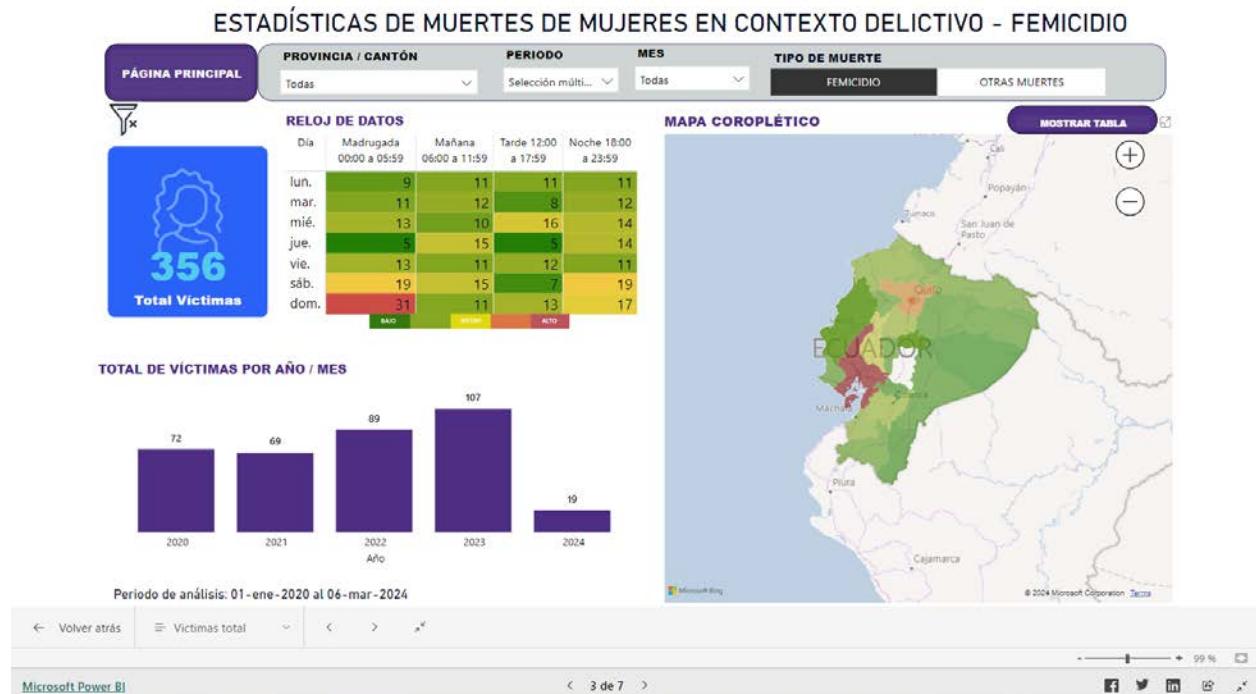 ESTADÍSTICAS DE MUERTES DE MUJERES EN CONTEXTO DELICTIVO - FEMICIDIO
PÁGINA PRINCIPAL
PROVINCIA / CANTÓN
Todas
PERIODO
Selección múlti...
MES
Todas
TIPO DE MUERTE
FEMICIDIO
OTRAS MUERTES
356
Total Víctimas
RELOJ DE DATOS
Día Madrugada 00:00 a 05:59 Mañana 06:00 a 11:59 Tarde 12:00 a 17:59 Noche 18:00 a 23:59
lun. 9 11 11 11
mar. 11 12 8 12
mié. 13 10 16 14
jue. 5 15 5 14
vie. 13 11 12 11
sáb. 19 15 7 19
dom. 31 11 13 17
BAJO ALTO
MAPA COROPLÉTICO
MOSTRAR TABLA
Cali
Popayán
Tumaco
San Juan de Pasto
Quito
ECUADOR
Cuenca
Machala
Piura
Cajamarca
Microsoft Bing
© 2024 Microsoft Corporation Terms
TOTAL DE VÍCTIMAS POR AÑO / MES
72
69
89
107
19
2020 2021 2022 2023 2024
Año
Periodo de análisis: 01-ene-2020 al 06-mar-2024
Volver atrás
Victimas total
99 %
Microsoft Power BI
3 de 7